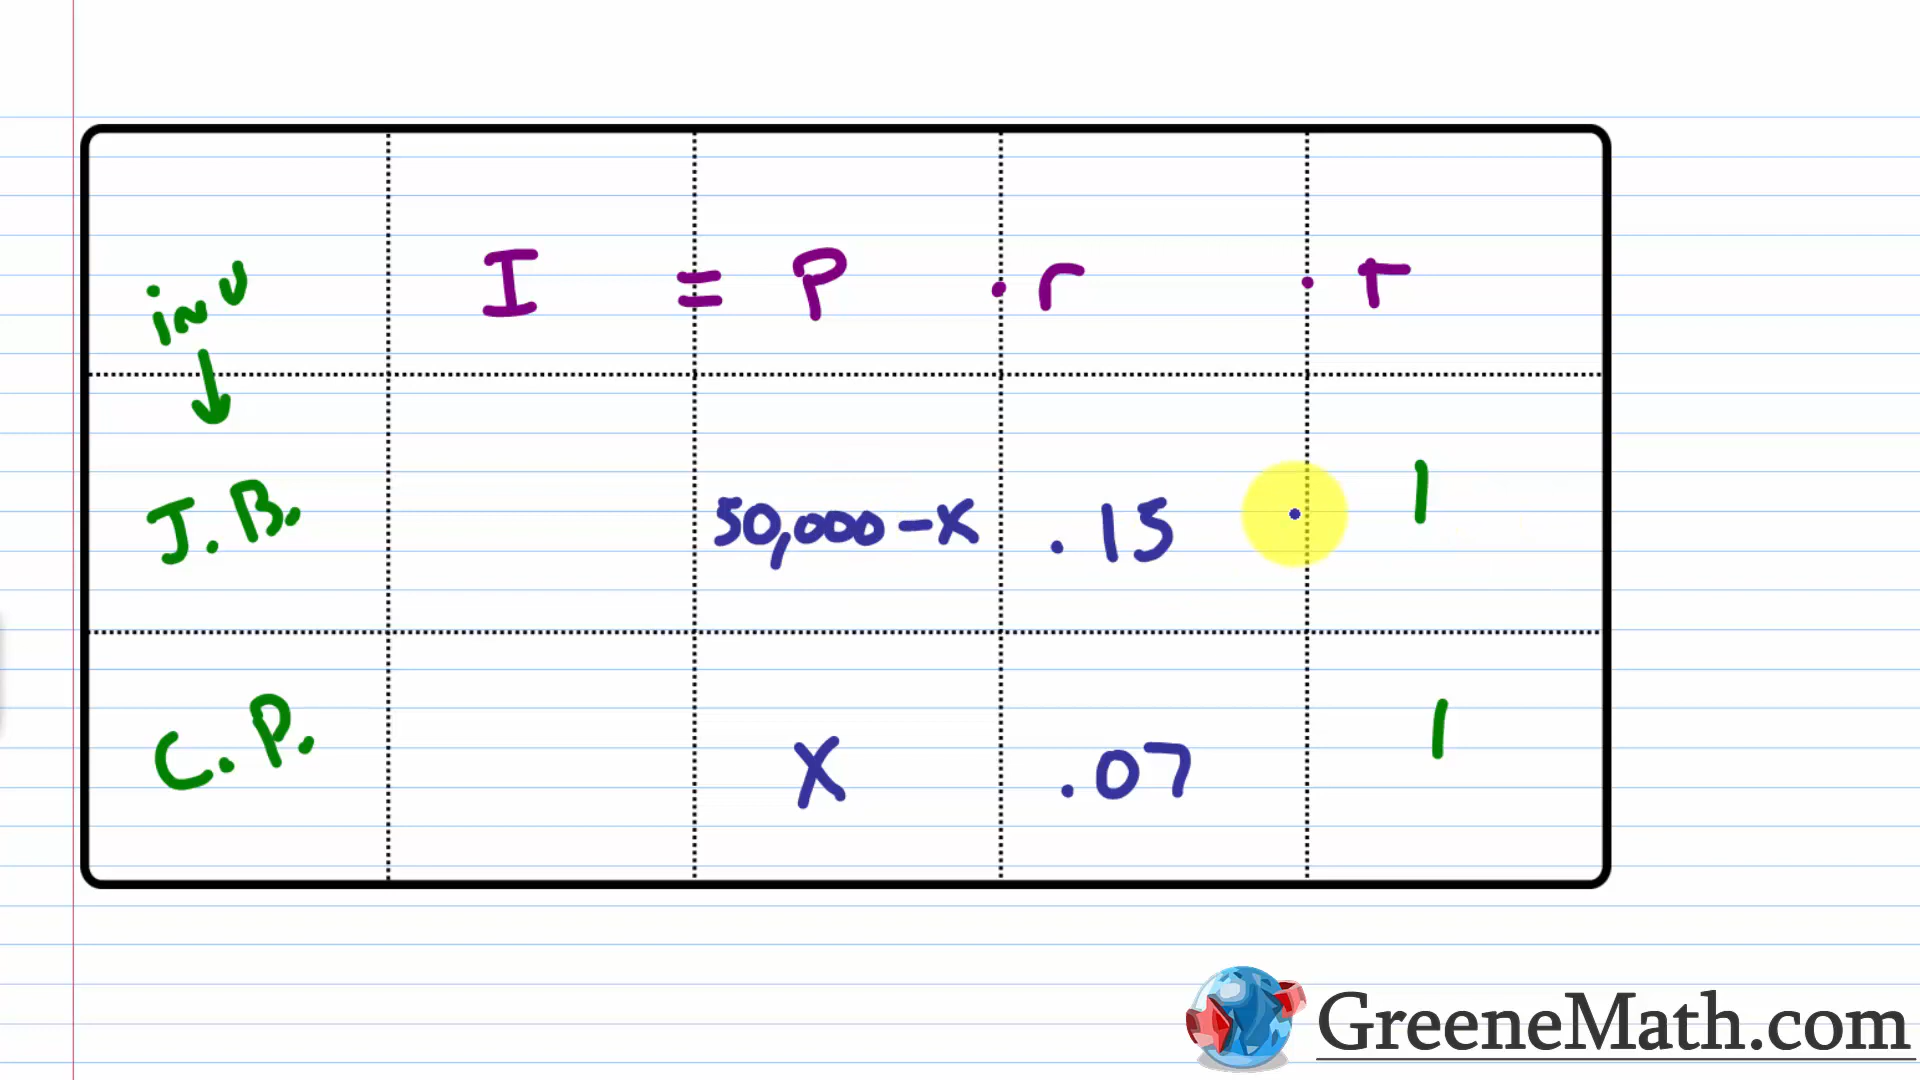 inv I = P · r · t
J.B. 50,000-x .15 1
C.P. x .07 1
GreeneMath.com